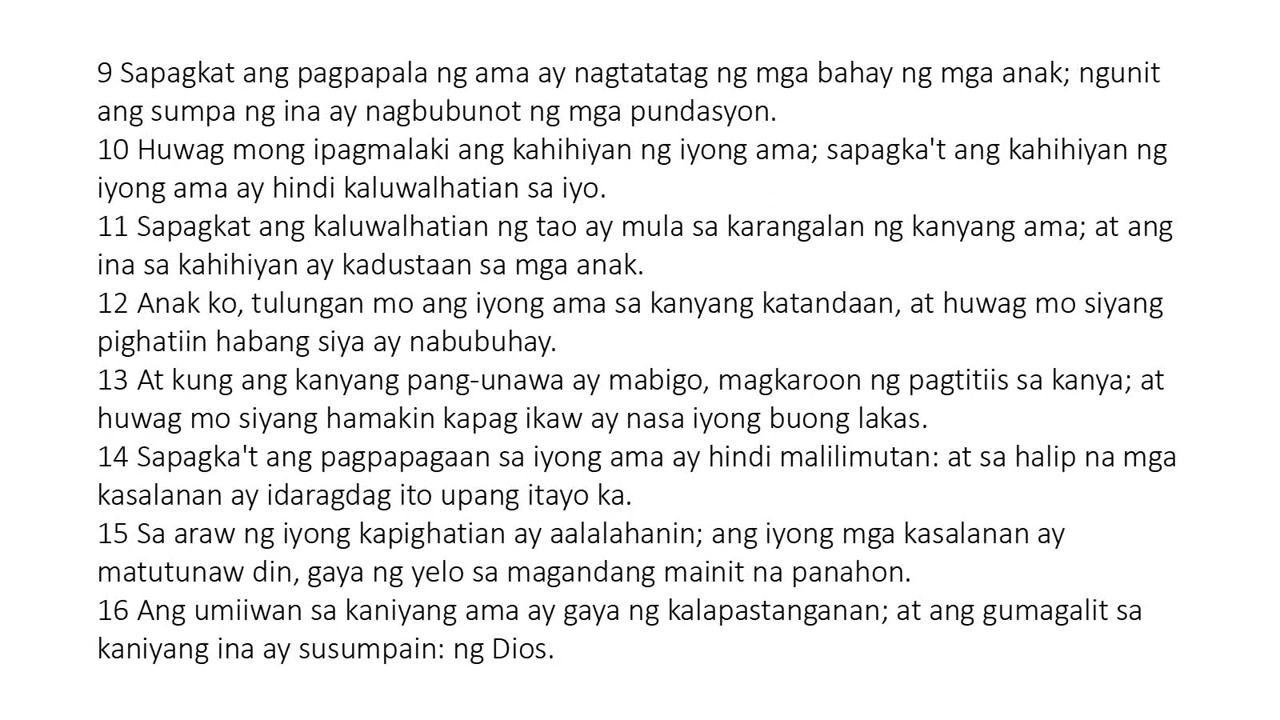 9 Sapagkat ang pagpapala ng ama ay nagtatatag ng mga bahay ng mga anak; ngunit
ang sumpa ng ina ay nagbubunot ng mga pundasyon.
10 Huwag mong ipagmalaki ang kahihiyan ng iyong ama; sapagka't ang kahihiyan ng
iyong ama ay hindi kaluwalhatian sa iyo.
11 Sapagkat ang kaluwalhatian ng tao ay mula sa karangalan ng kanyang ama; at ang
ina sa kahihiyan ay kadustaan sa mga anak.
12 Anak ko, tulungan mo ang iyong ama sa kanyang katandaan, at huwag mo siyang
pighatiin habang siya ay nabubuhay.
13 At kung ang kanyang pang-unawa ay mabigo, magkaroon ng pagtitiis sa kanya; at
huwag mo siyang hamakin kapag ikaw ay nasa iyong buong lakas.
14 Sapagka't ang pagpapagaan sa iyong ama ay hindi malilimutan: at sa halip na mga
kasalanan ay idaragdag ito upang itayo ka.
15 Sa araw ng iyong kapighatian ay aalalahanin; ang iyong mga kasalanan ay
matutunaw din, gaya ng yelo sa magandang mainit na panahon.
16 Ang umiiwan sa kaniyang ama ay gaya ng kalapastanganan; at ang gumagalit sa
kaniyang ina ay susumpain: ng Dios.